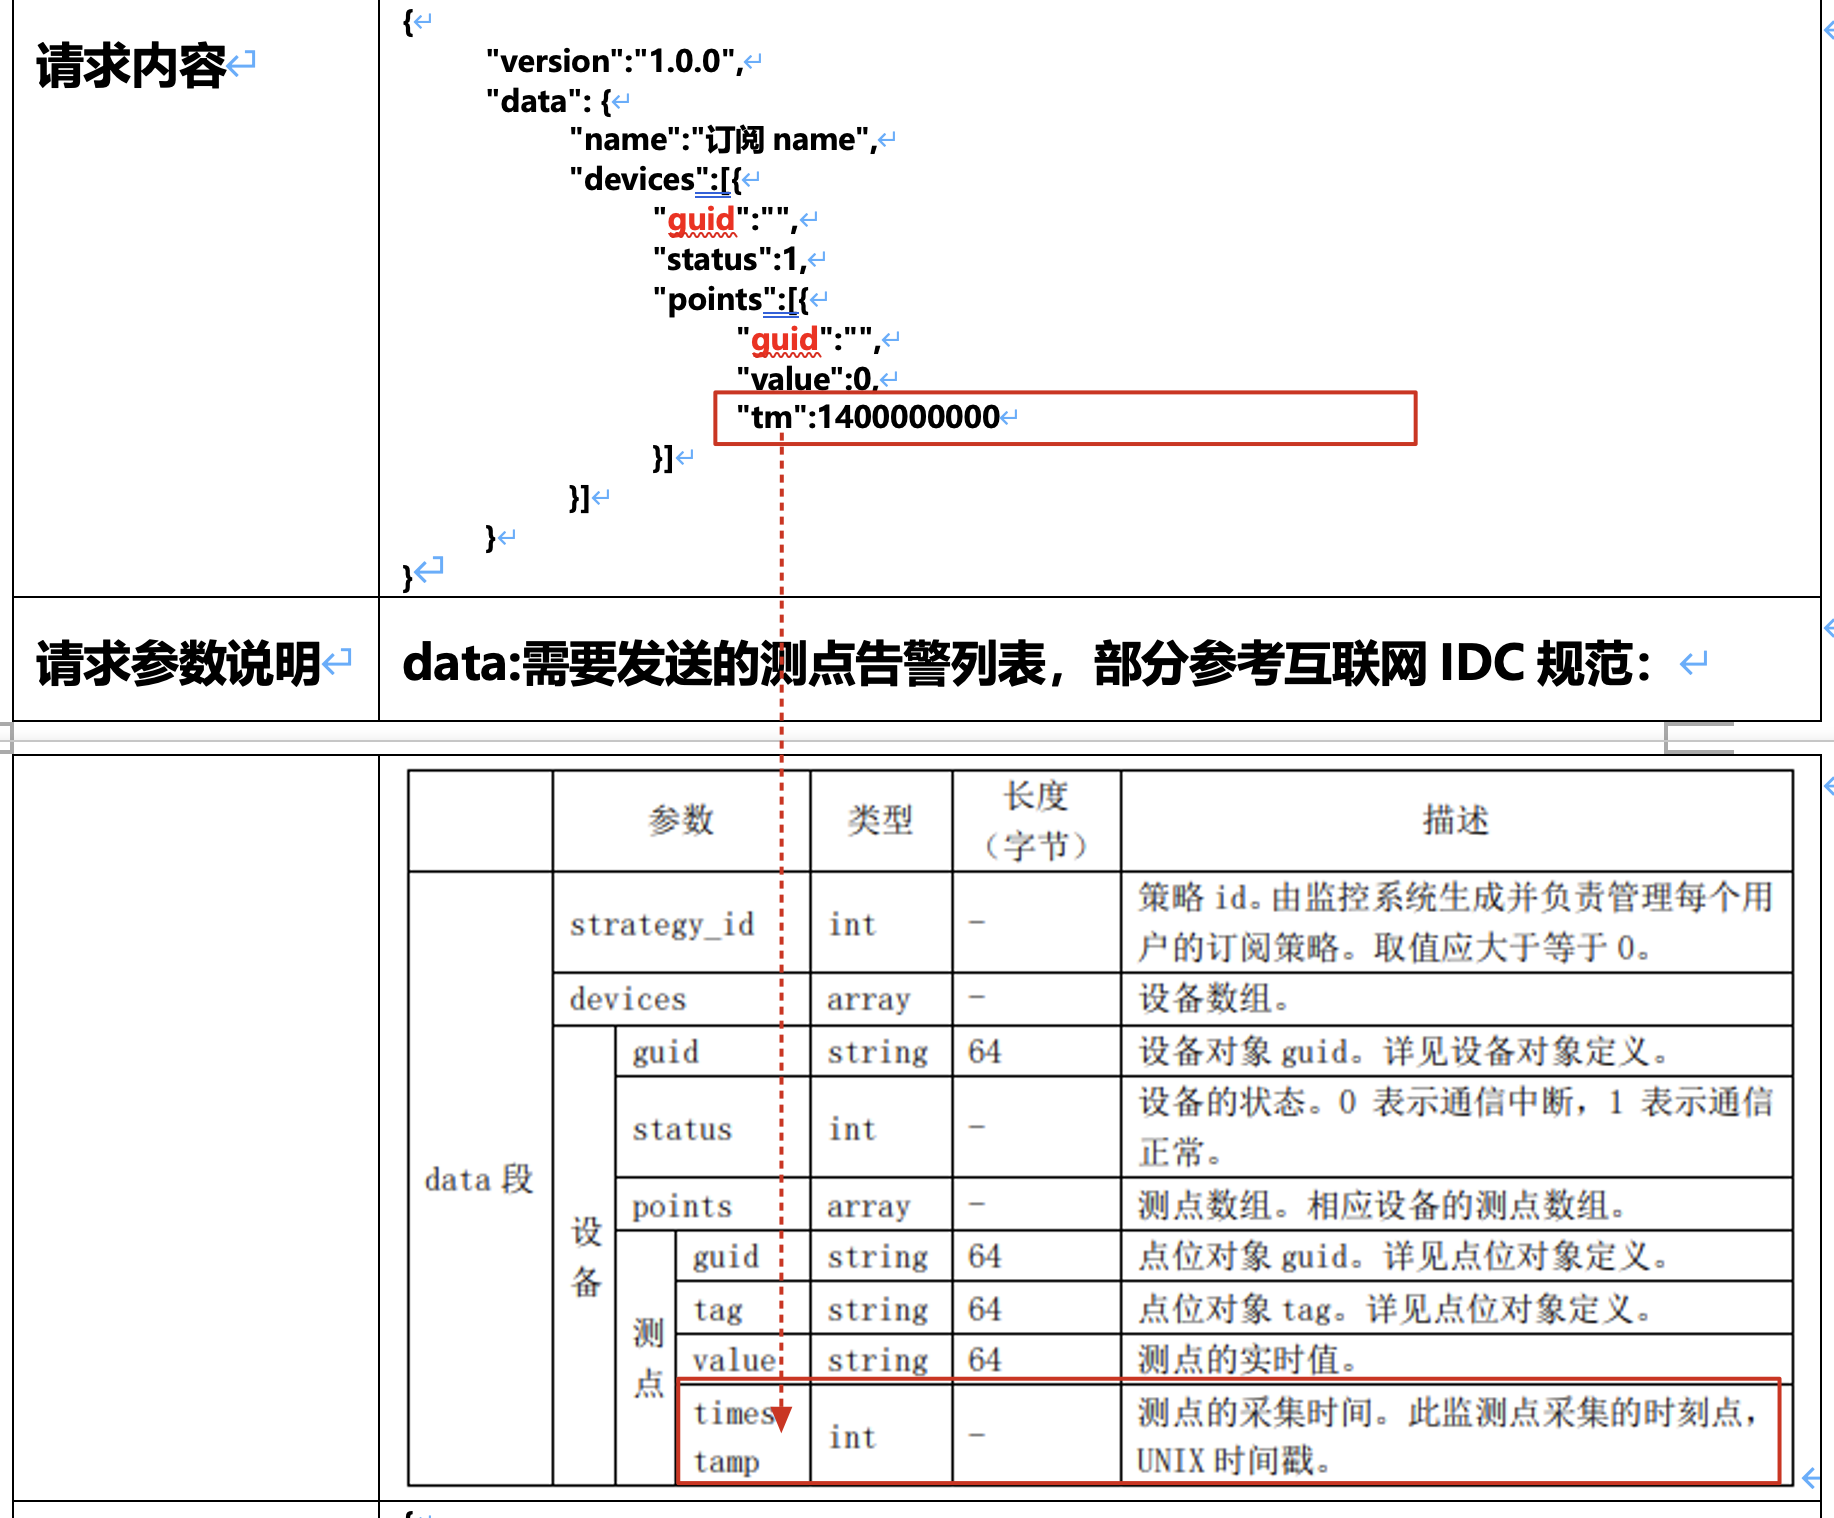 请求内容
{
"version":"1.0.0",
"data": {
"name":"订阅 name",
"devices":[{
"guid":"",
"status":1,
"points":[{
"guid":"",
"value":0,
"tm":1400000000
}]
}]
}
}
请求参数说明
data:需要发送的测点告警列表，部分参考互联网 IDC 规范：
参数 类型 长度（字节） 描述
data 段
设备
测点
strategy_id int - 策略 id。由监控系统生成并负责管理每个用
户的订阅策略。取值应大于等于 0。
devices array - 设备数组。
guid string 64 设备对象 guid。详见设备对象定义。
status int - 设备的状态。0 表示通信中断，1 表示通信
正常。
points array - 测点数组。相应设备的测点数组。
guid string 64 点位对象 guid。详见点位对象定义。
tag string 64 点位对象 tag。详见点位对象定义。
value string 64 测点的实时值。
times
tamp int - 测点的采集时间。此监测点采集的时刻点，
UNIX 时间戳。
{